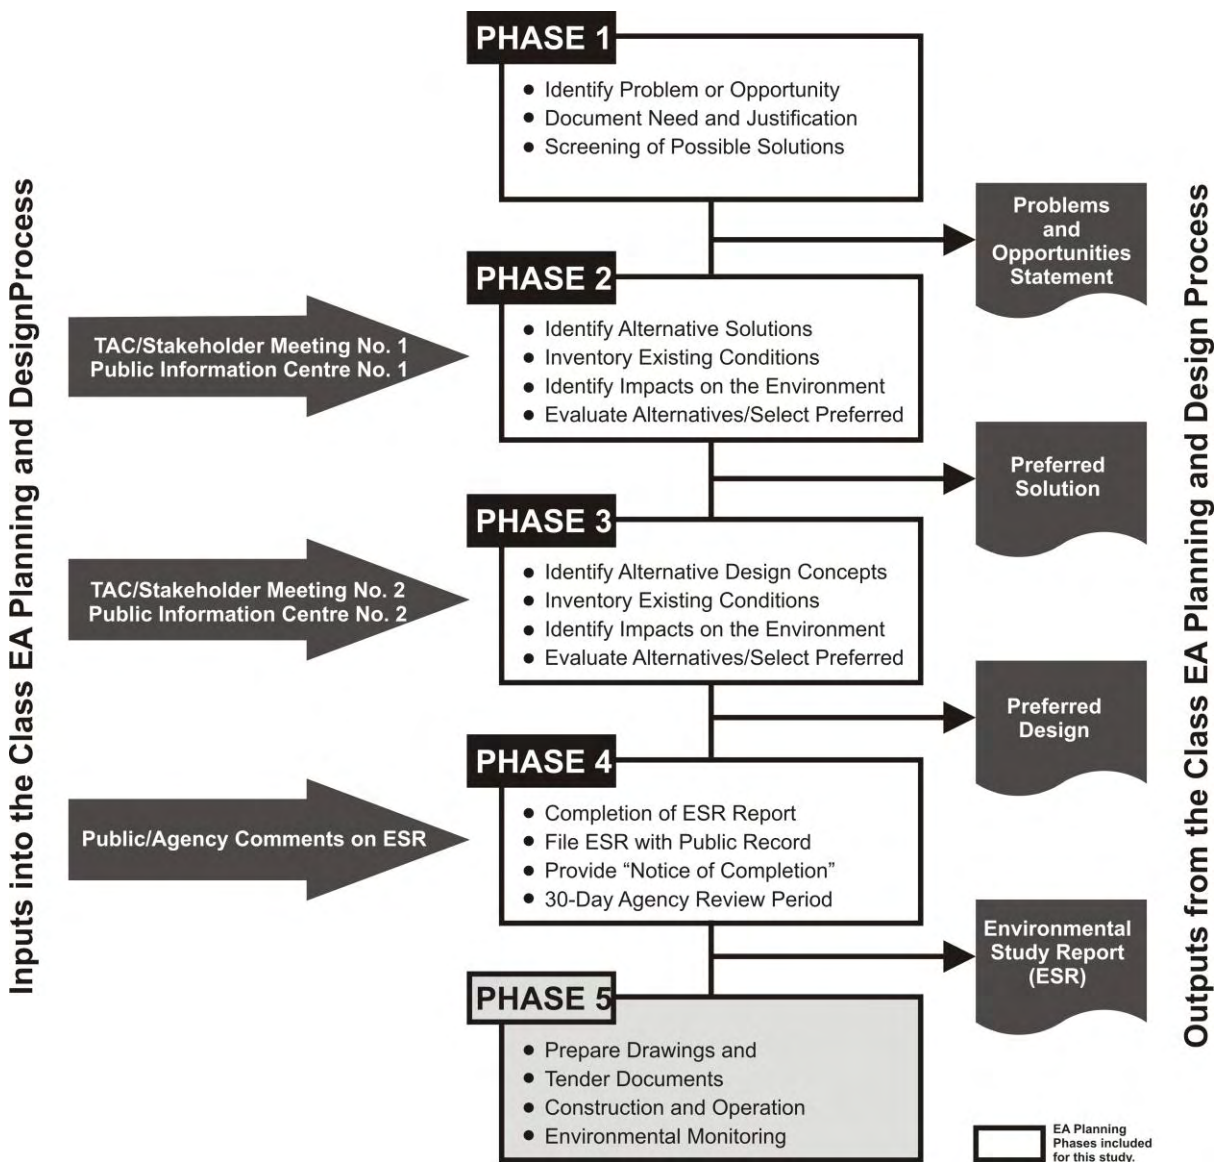 Inputs into the Class EA Planning and DesignProcess
PHASE 1
● Identify Problem or Opportunity
● Document Need and Justification
● Screening of Possible Solutions
Problems
and
Opportunities
Statement
TAC/Stakeholder Meeting No. 1
Public Information Centre No. 1
PHASE 2
● Identify Alternative Solutions
● Inventory Existing Conditions
● Identify Impacts on the Environment
● Evaluate Alternatives/Select Preferred
Preferred
Solution
TAC/Stakeholder Meeting No. 2
Public Information Centre No. 2
PHASE 3
● Identify Alternative Design Concepts
● Inventory Existing Conditions
● Identify Impacts on the Environment
● Evaluate Alternatives/Select Preferred
Preferred
Design
Public/Agency Comments on ESR
PHASE 4
● Completion of ESR Report
● File ESR with Public Record
● Provide “Notice of Completion”
● 30-Day Agency Review Period
Environmental
Study Report
(ESR)
PHASE 5
● Prepare Drawings and
● Tender Documents
● Construction and Operation
● Environmental Monitoring
Outputs from the Class EA Planning and Design Process
EA Planning
Phases included
for this study.